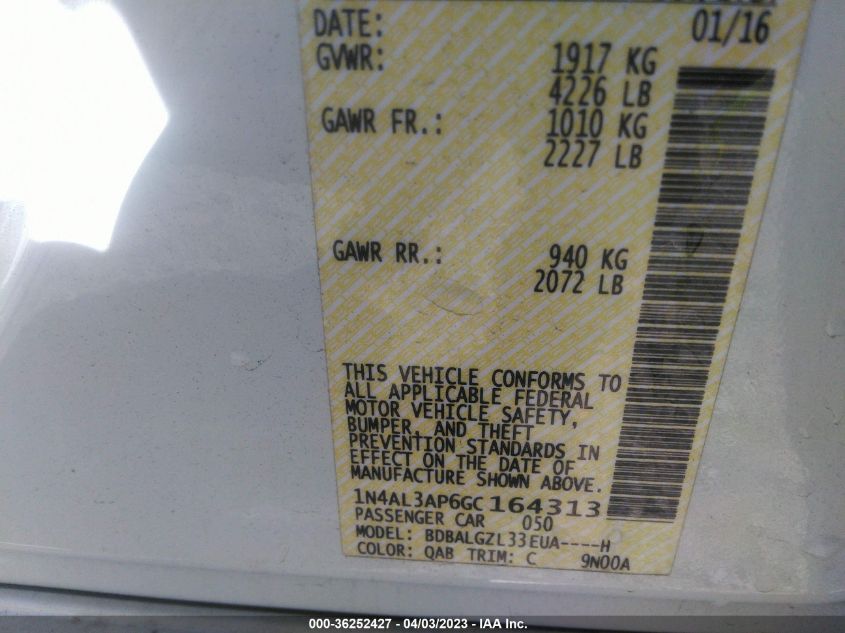 DATE: 01/16
GVWR: 1917 KG
4226 LB
GAWR FR.: 1010 KG
2227 LB
GAWR RR.: 940 KG
2072 LB
THIS VEHICLE CONFORMS TO
ALL APPLICABLE FEDERAL
MOTOR VEHICLE SAFETY,
BUMPER, AND THEFT
PREVENTION STANDARDS IN
EFFECT ON THE DATE OF
MANUFACTURE SHOWN ABOVE.
1N4AL3AP6GC164313
PASSENGER CAR 050
MODEL: BDBALGZL33EUA----H
COLOR: QAB TRIM: C 9N00A
000-36252427 - 04/03/2023 - IAA Inc.